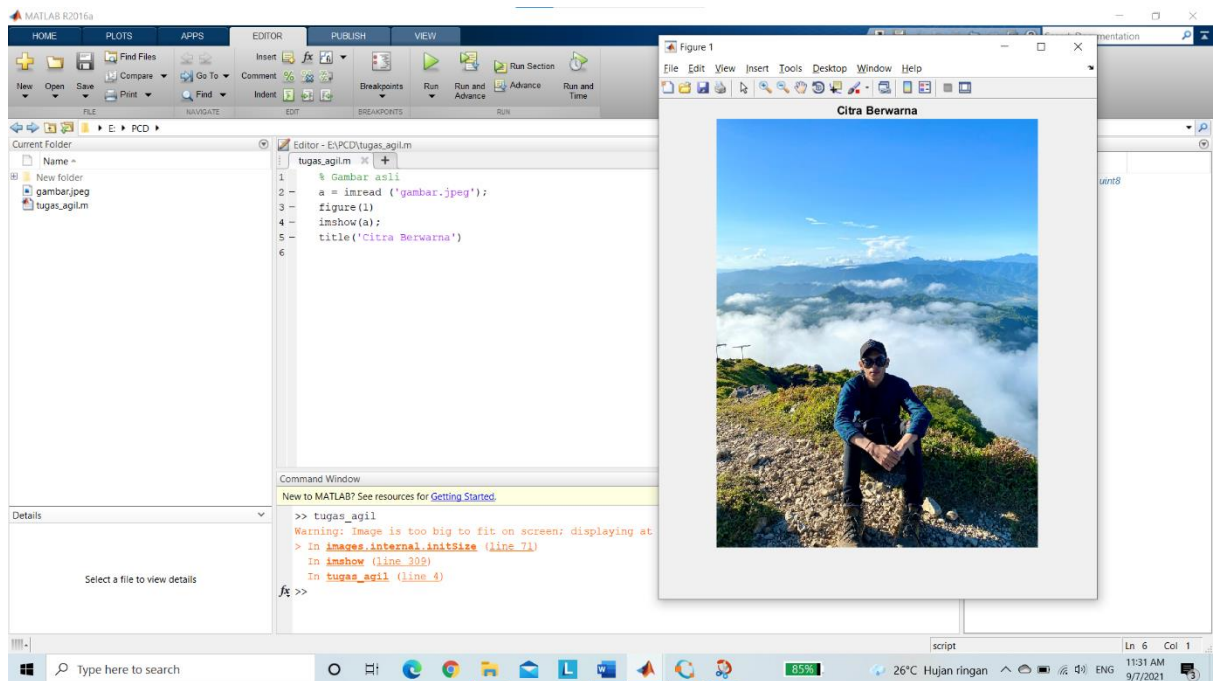 MATLAB R2016a
HOME PLOTS APPS EDITOR PUBLISH VIEW
New Open Save Find Files Compare Print Go To Find Insert Comment Indent Breakpoints Run Run and Advance Run Section Advance Run and Time
FILE NAVIGATE EDIT BREAKPOINTS RUN
E: PCD
Current Folder
Name
New folder
gambar.jpeg
tugas_agil.m
Details
Select a file to view details
Editor - E:\PCD\tugas_agil.m
tugas_agil.m
1 % Gambar asli
2 - a = imread ('gambar.jpeg');
3 - figure(1)
4 - imshow(a);
5 - title('Citra Berwarna')
6
Command Window
New to MATLAB? See resources for Getting Started.
>> tugas_agil
Warning: Image is too big to fit on screen; displaying at
> In images.internal.initSize (line 71)
In imshow (line 309)
In tugas_agil (line 4)
fx >>
Figure 1
File Edit View Insert Tools Desktop Window Help
Citra Berwarna
uint8
script Ln 6 Col 1
Type here to search
85%
26°C Hujan ringan ENG 11:31 AM
9/7/2021
3